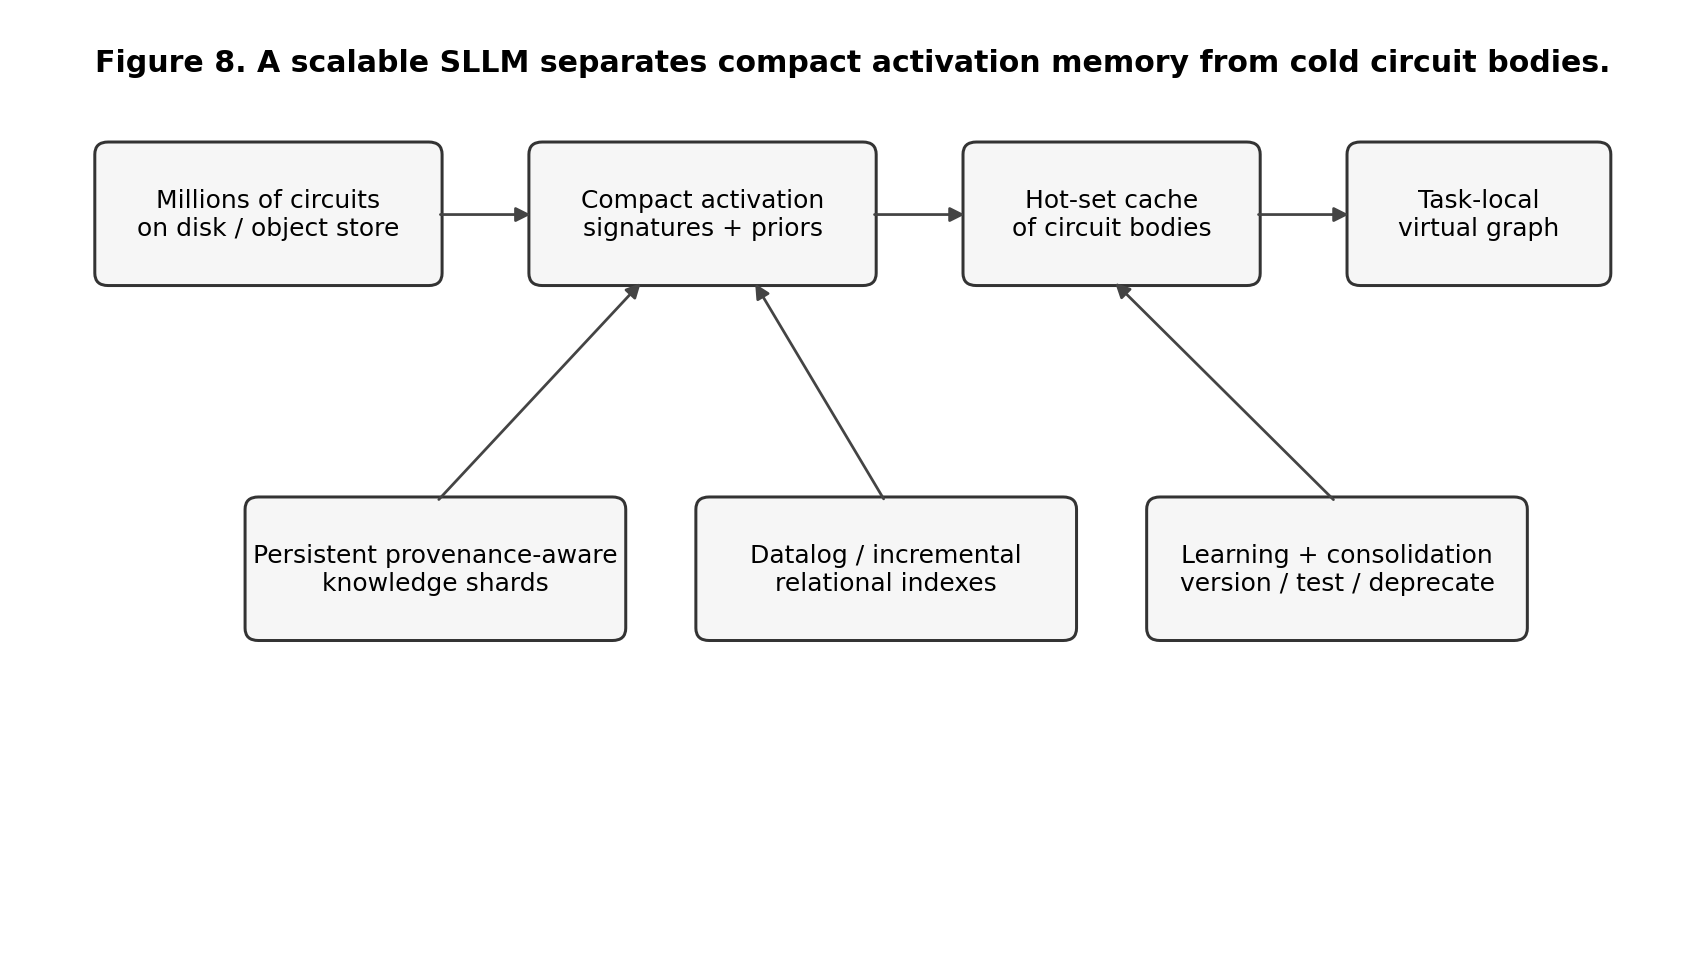 Figure 8. A scalable SLLM separates compact activation memory from cold circuit bodies.
Millions of circuits
on disk / object store
Compact activation
signatures + priors
Hot-set cache
of circuit bodies
Task-local
virtual graph
Persistent provenance-aware
knowledge shards
Datalog / incremental
relational indexes
Learning + consolidation
version / test / deprecate